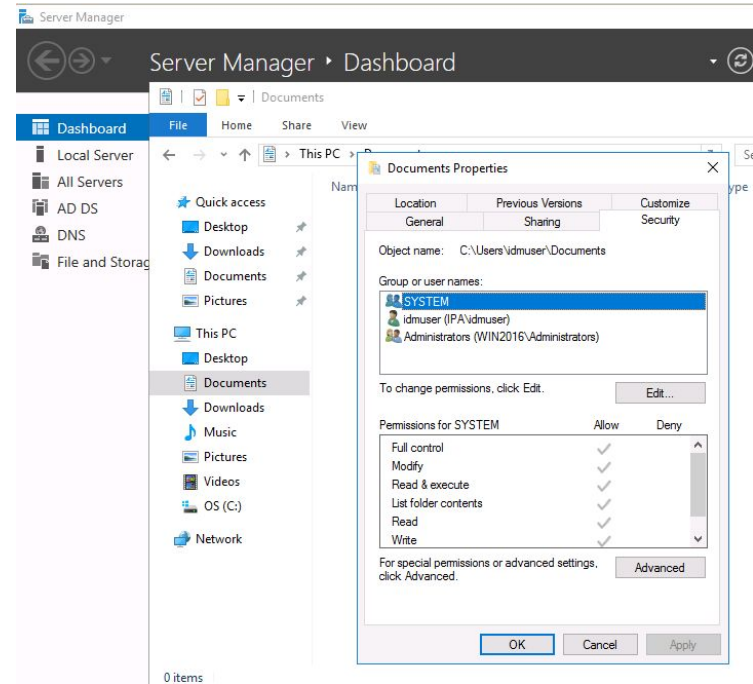 Server Manager
Server Manager Dashboard
Documents
File Home Share View
Dashboard
Local Server
All Servers
AD DS
DNS
File and Storag
This PC
Se
Nam
ype
Quick access
Desktop
Downloads
Documents
Pictures
This PC
Desktop
Documents
Downloads
Music
Pictures
Videos
OS (C:)
Network
0 items
Documents Properties
Location Previous Versions Customize
General Sharing Security
Object name: C:\Users\idmuser\Documents
Group or user names:
SYSTEM
idmuser (IPA\idmuser)
Administrators (WIN2016\Administrators)
To change permissions, click Edit.
Edit...
Permissions for SYSTEM Allow Deny
Full control
Modify
Read & execute
List folder contents
Read
Write
For special permissions or advanced settings,
click Advanced.
Advanced
OK Cancel Apply